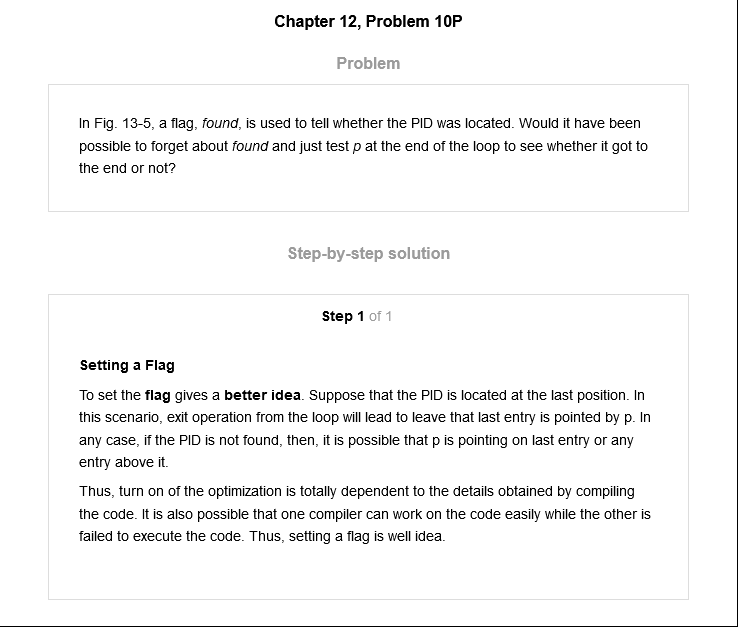 Chapter 12, Problem 10P
Problem
In Fig. 13-5, a flag, found, is used to tell whether the PID was located. Would it have been
possible to forget about found and just test p at the end of the loop to see whether it got to
the end or not?
Step-by-step solution
Step 1 of 1
Setting a Flag
To set the flag gives a better idea. Suppose that the PID is located at the last position. In
this scenario, exit operation from the loop will lead to leave that last entry is pointed by p. In
any case, if the PID is not found, then, it is possible that p is pointing on last entry or any
entry above it.
Thus, turn on of the optimization is totally dependent to the details obtained by compiling
the code. It is also possible that one compiler can work on the code easily while the other is
failed to execute the code. Thus, setting a flag is well idea.